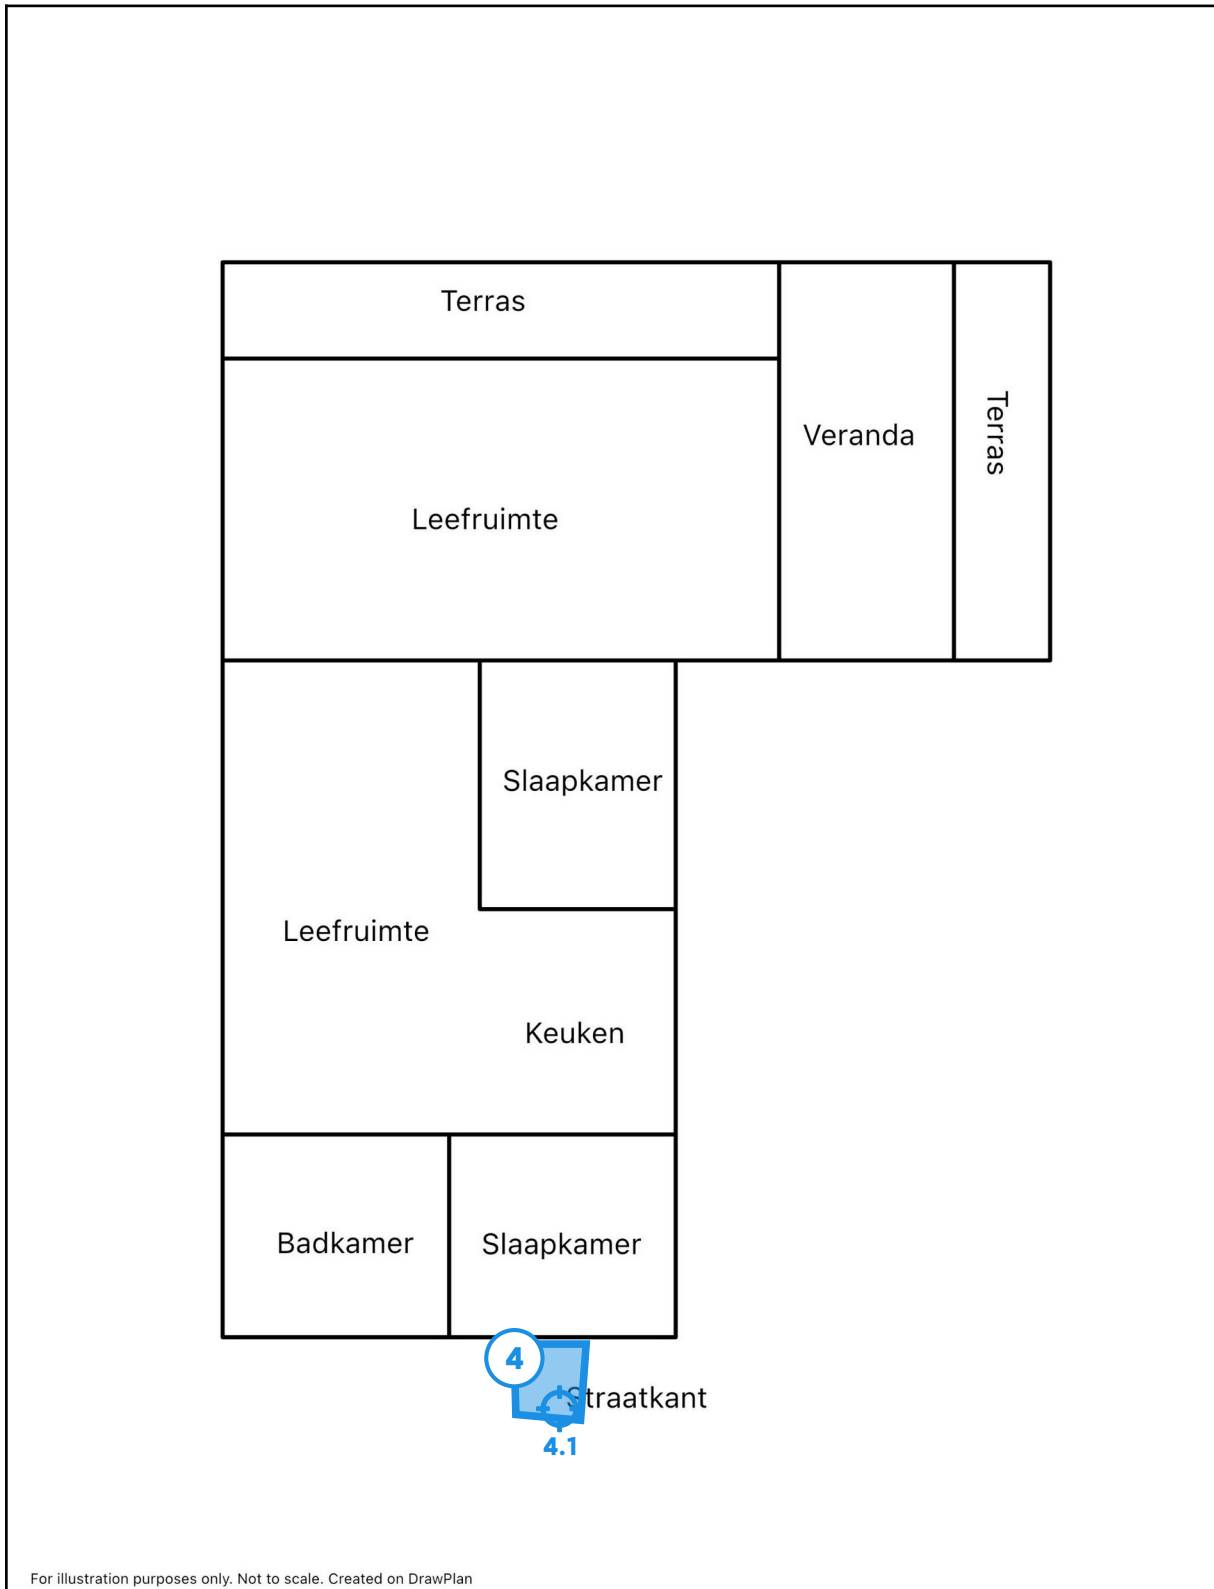 Terras
Veranda
Terras
Leefruimte
Slaapkamer
Leefruimte
Keuken
Badkamer
Slaapkamer
4
Straatkant
4.1
For illustration purposes only. Not to scale. Created on DrawPlan